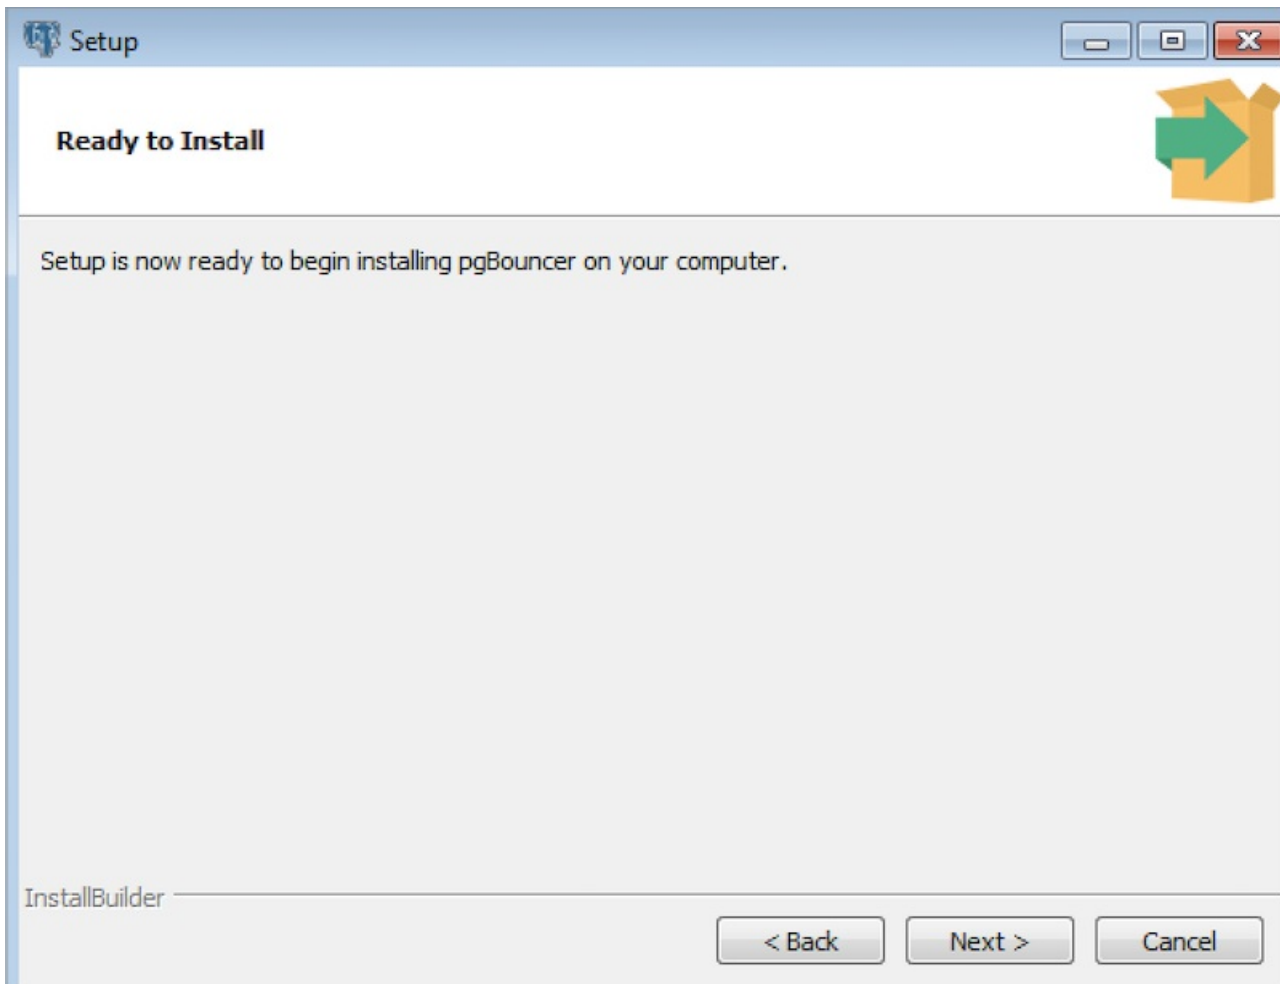 Setup
Ready to Install
Setup is now ready to begin installing pgBouncer on your computer.
InstallBuilder
< Back
Next >
Cancel